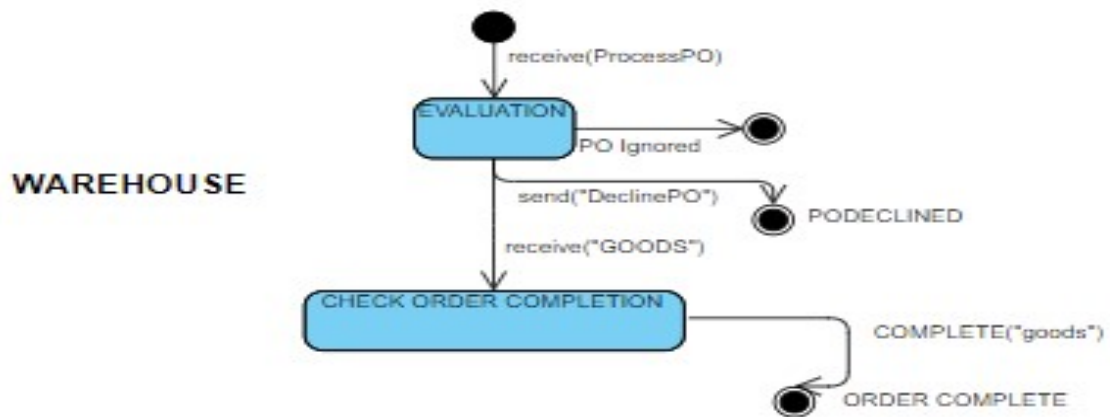 receive(ProcessPO)
EVALUATION
PO Ignored
WAREHOUSE
send("DeclinePO")
PODECLINED
receive("GOODS")
CHECK ORDER COMPLETION
COMPLETE("goods")
ORDER COMPLETE